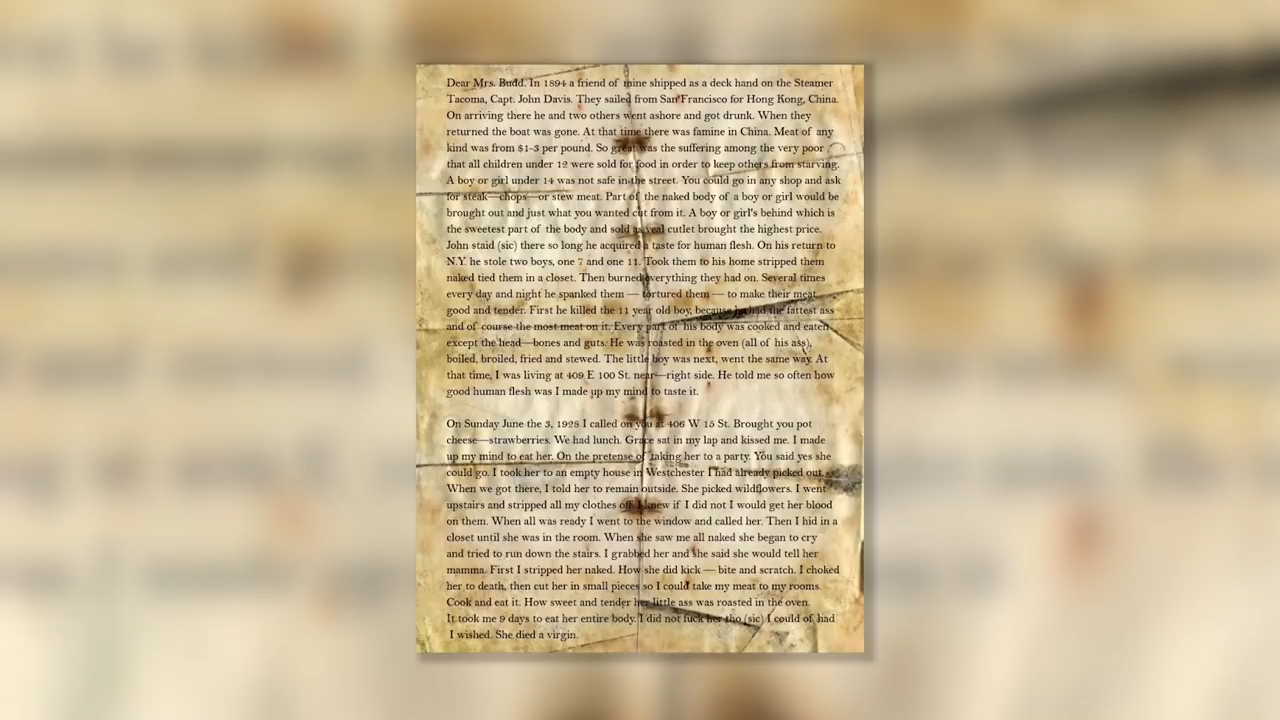 Dear Mrs. Budd. In 1894 a friend of mine shipped as a deck hand on the Steamer
Tacoma, Capt. John Davis. They sailed from San Francisco for Hong Kong, China.
On arriving there he and two others went ashore and got drunk. When they
returned the boat was gone. At that time there was famine in China. Meat of any
kind was from $1–3 per pound. So great was the suffering among the very poor
that all children under 12 were sold for food in order to keep others from starving.
A boy or girl under 14 was not safe in the street. You could go in any shop and ask
for steak—chops—or stew meat. Part of the naked body of a boy or girl would be
brought out and just what you wanted cut from it. A boy or girl's behind which is
the sweetest part of the body and sold as veal cutlet brought the highest price.
John staid (sic) there so long he acquired a taste for human flesh. On his return to
N.Y. he stole two boys, one 7 and one 11. Took them to his home stripped them
naked tied them in a closet. Then burned everything they had on. Several times
every day and night he spanked them — tortured them — to make their meat
good and tender. First he killed the 11 year old boy, because he had the fattest ass
and of course the most meat on it. Every part of his body was cooked and eaten
except the head—bones and guts. He was roasted in the oven (all of his ass),
boiled, broiled, fried and stewed. The little boy was next, went the same way. At
that time, I was living at 409 E 100 St. near—right side. He told me so often how
good human flesh was I made up my mind to taste it.
On Sunday June the 3, 1928 I called on you at 406 W 15 St. Brought you pot
cheese—strawberries. We had lunch. Grace sat in my lap and kissed me. I made
up my mind to eat her. On the pretense of taking her to a party. You said yes she
could go. I took her to an empty house in Westchester I had already picked out.
When we got there, I told her to remain outside. She picked wildflowers. I went
upstairs and stripped all my clothes off. I knew if I did not I would get her blood
on them. When all was ready I went to the window and called her. Then I hid in a
closet until she was in the room. When she saw me all naked she began to cry
and tried to run down the stairs. I grabbed her and she said she would tell her
mamma. First I stripped her naked. How she did kick — bite and scratch. I choked
her to death, then cut her in small pieces so I could take my meat to my rooms.
Cook and eat it. How sweet and tender her little ass was roasted in the oven.
It took me 9 days to eat her entire body. I did not fuck her tho (sic) I could of had
I wished. She died a virgin.